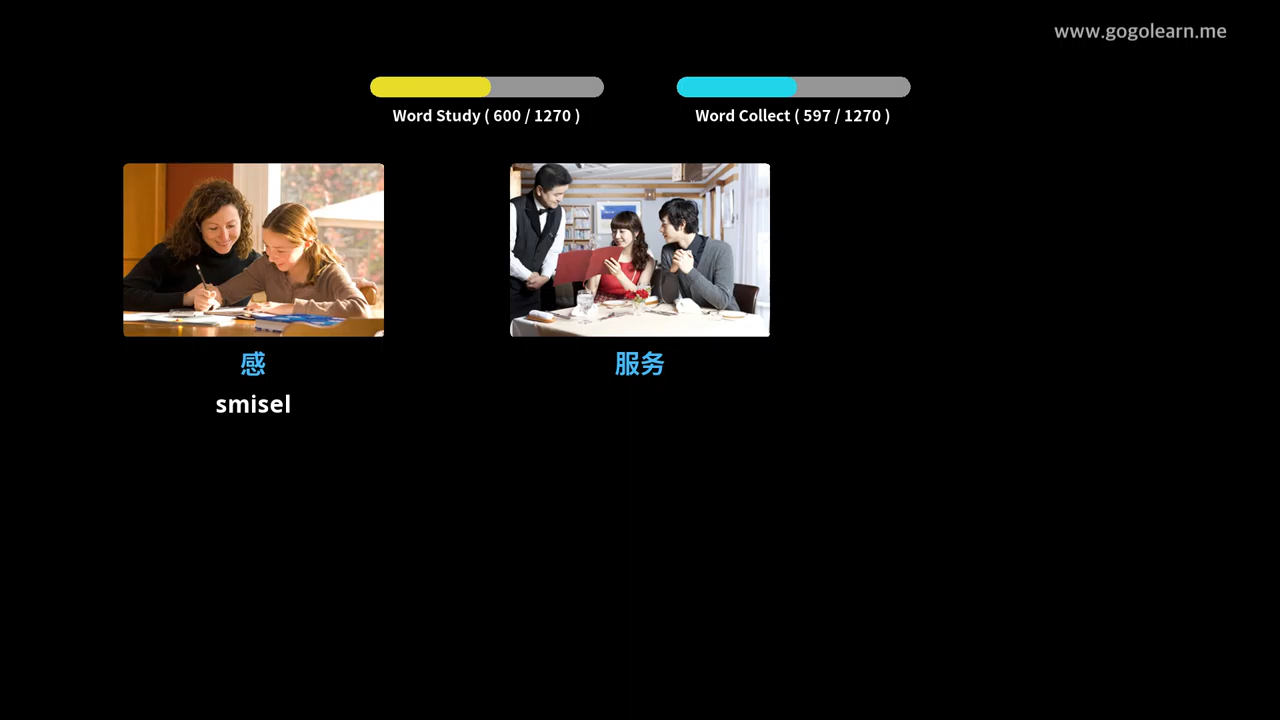 www.gogolearn.me
Word Study ( 600 / 1270 )
Word Collect ( 597 / 1270 )
感
服务
smisel